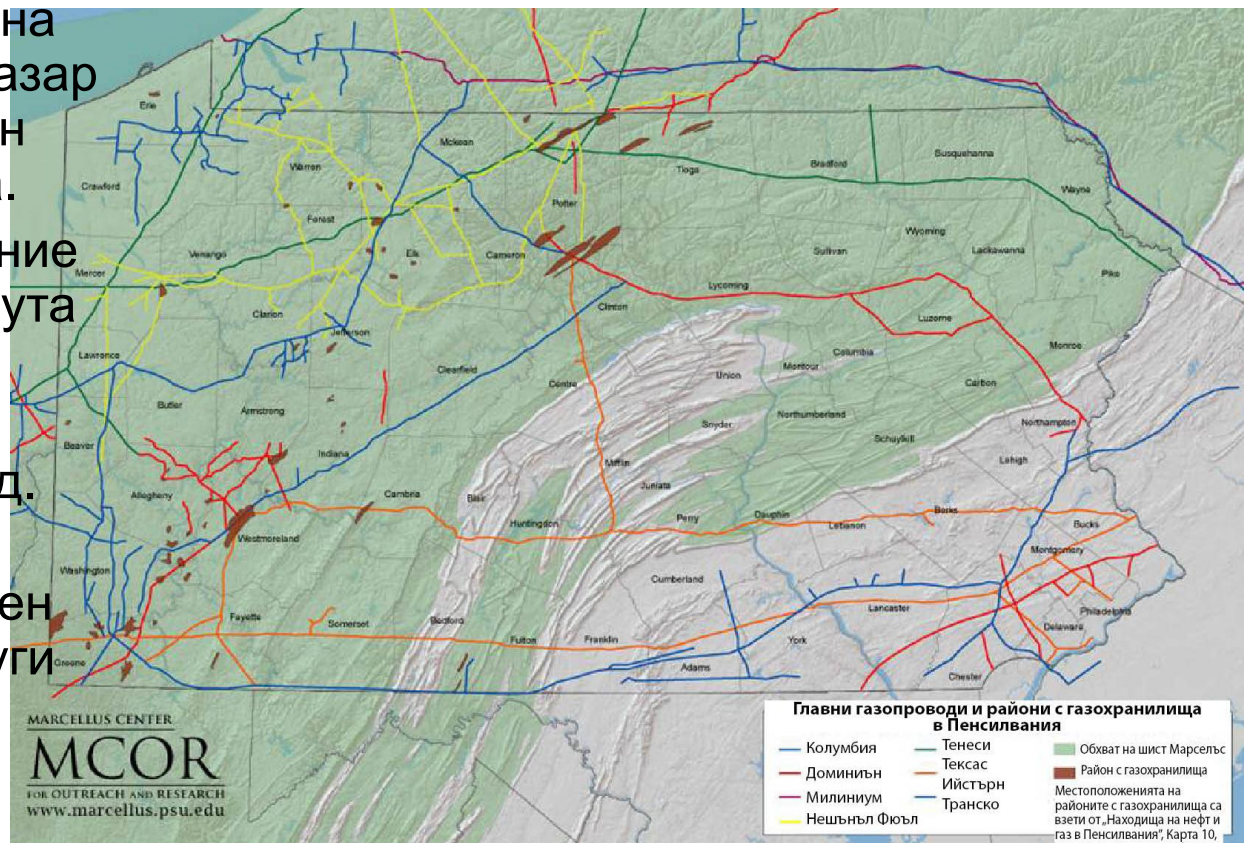 на
азар
н
.
ние
ута
д.
ен
уги
Erie
Crawford
Warren
Mckean
Potter
Tioga
Bradford
Susquehanna
Wayne
Forest
Venango
Mercer
Elk
Cameron
Sullivan
Wyoming
Lackawanna
Pike
Lycoming
Clinton
Clarion
Jefferson
Luzerne
Lawrence
Clearfield
Centre
Union
Montour
Columbia
Monroe
Carbon
Butler
Armstrong
Snyder
Northumberland
Northampton
Beaver
Indiana
Mifflin
Schuylkill
Lehigh
Allegheny
Cambria
Blair
Juniata
Huntingdon
Perry
Dauphin
Lebanon
Berks
Bucks
Westmoreland
Montgomery
Washington
Cumberland
Lancaster
Philadelphia
Fayette
Somerset
Bedford
Fulton
Franklin
York
Delaware
Greene
Adams
Chester
MARCELLUS CENTER
MCOR
FOR OUTREACH AND RESEARCH
www.marcellus.psu.edu
Главни газопроводи и райони с газохранилища
в Пенсилвания
Колумбия
Доминиън
Милиниум
Нешънъл Фюъл
Тенеси
Тексас
Ийстърн
Транско
Обхват на шист Марселъс
Район с газохранилища
Местоположенията на
районите с газохранилища са
взети от „Находища на нефт и
газ в Пенсилвания", Карта 10,